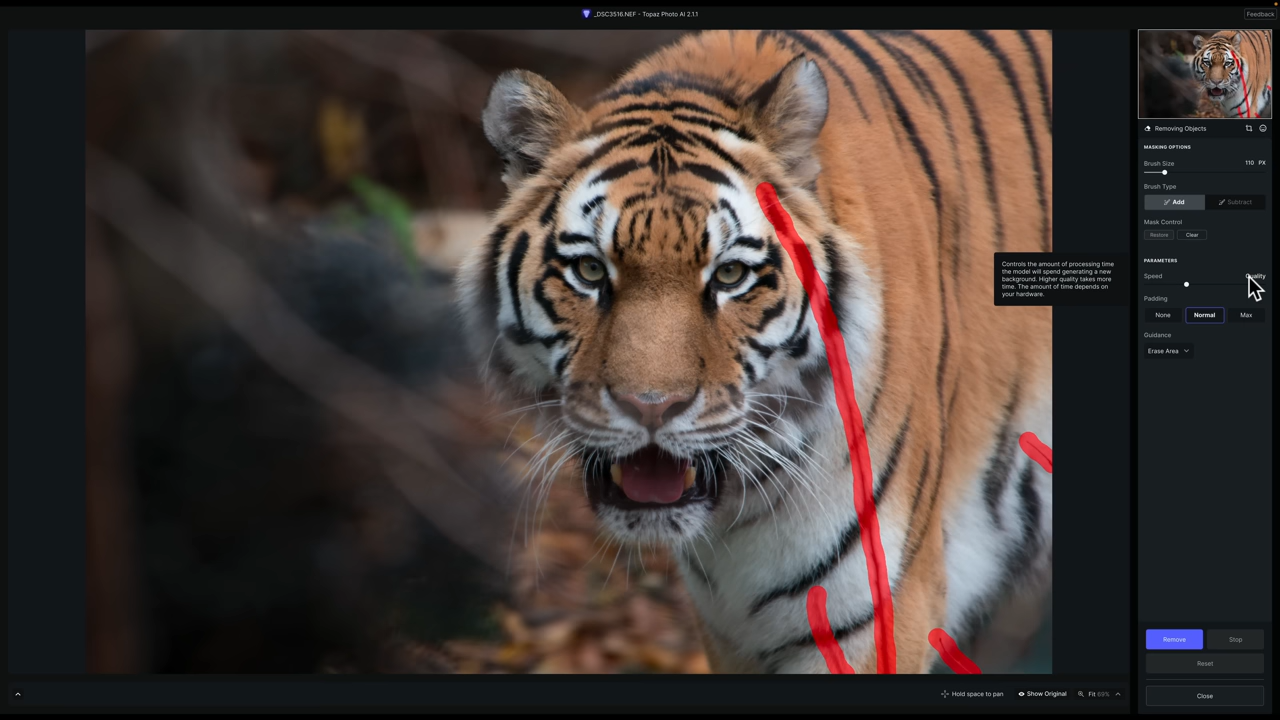 _DSC3516.NEF - Topaz Photo AI 2.1.1
Feedback
Removing Objects
MASKING OPTIONS
Brush Size 110 PX
Brush Type
Add Subtract
Mask Control
Restore Clear
PARAMETERS
Speed Quality
Controls the amount of processing time
the model will spend generating a new
background. Higher quality takes more
time. The amount of time depends on
your hardware.
Padding
None Normal Max
Guidance
Erase Area
Remove Stop
Reset
Close
Hold space to pan Show Original Fit 69%